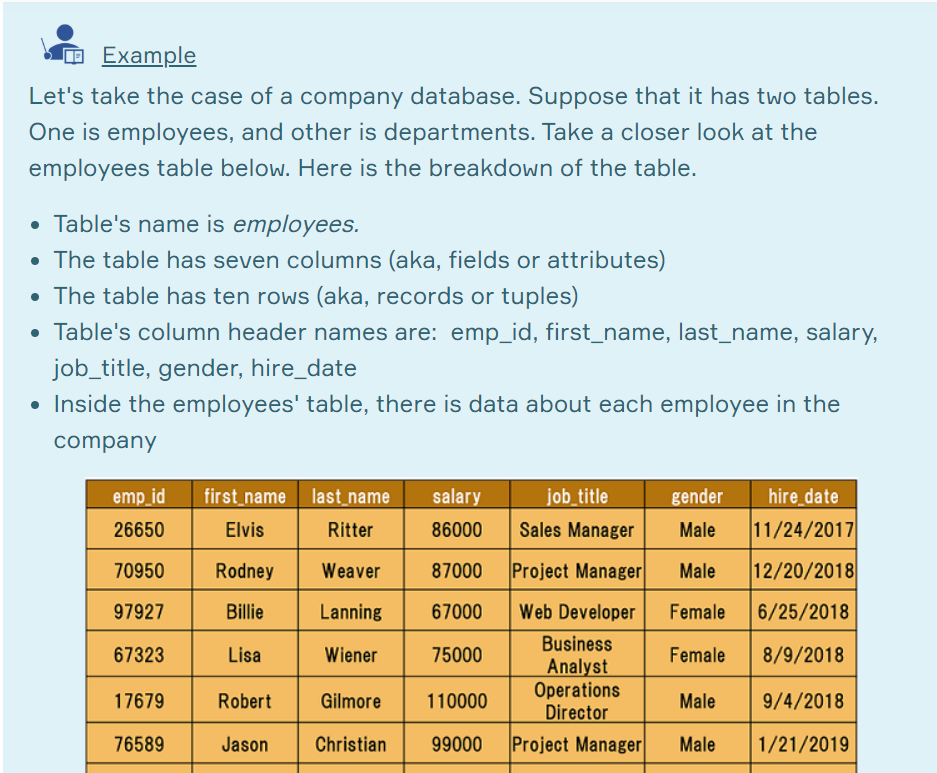 Example
Let's take the case of a company database. Suppose that it has two tables.
One is employees, and other is departments. Take a closer look at the
employees table below. Here is the breakdown of the table.
• Table's name is employees.
• The table has seven columns (aka, fields or attributes)
• The table has ten rows (aka, records or tuples)
• Table's column header names are: emp_id, first_name, last_name, salary,
job_title, gender, hire_date
• Inside the employees' table, there is data about each employee in the
company
emp_id first_name last_name salary job_title gender hire_date
26650 Elvis Ritter 86000 Sales Manager Male 11/24/2017
70950 Rodney Weaver 87000 Project Manager Male 12/20/2018
97927 Billie Lanning 67000 Web Developer Female 6/25/2018
67323 Lisa Wiener 75000 Business Analyst Female 8/9/2018
17679 Robert Gilmore 110000 Operations Director Male 9/4/2018
76589 Jason Christian 99000 Project Manager Male 1/21/2019